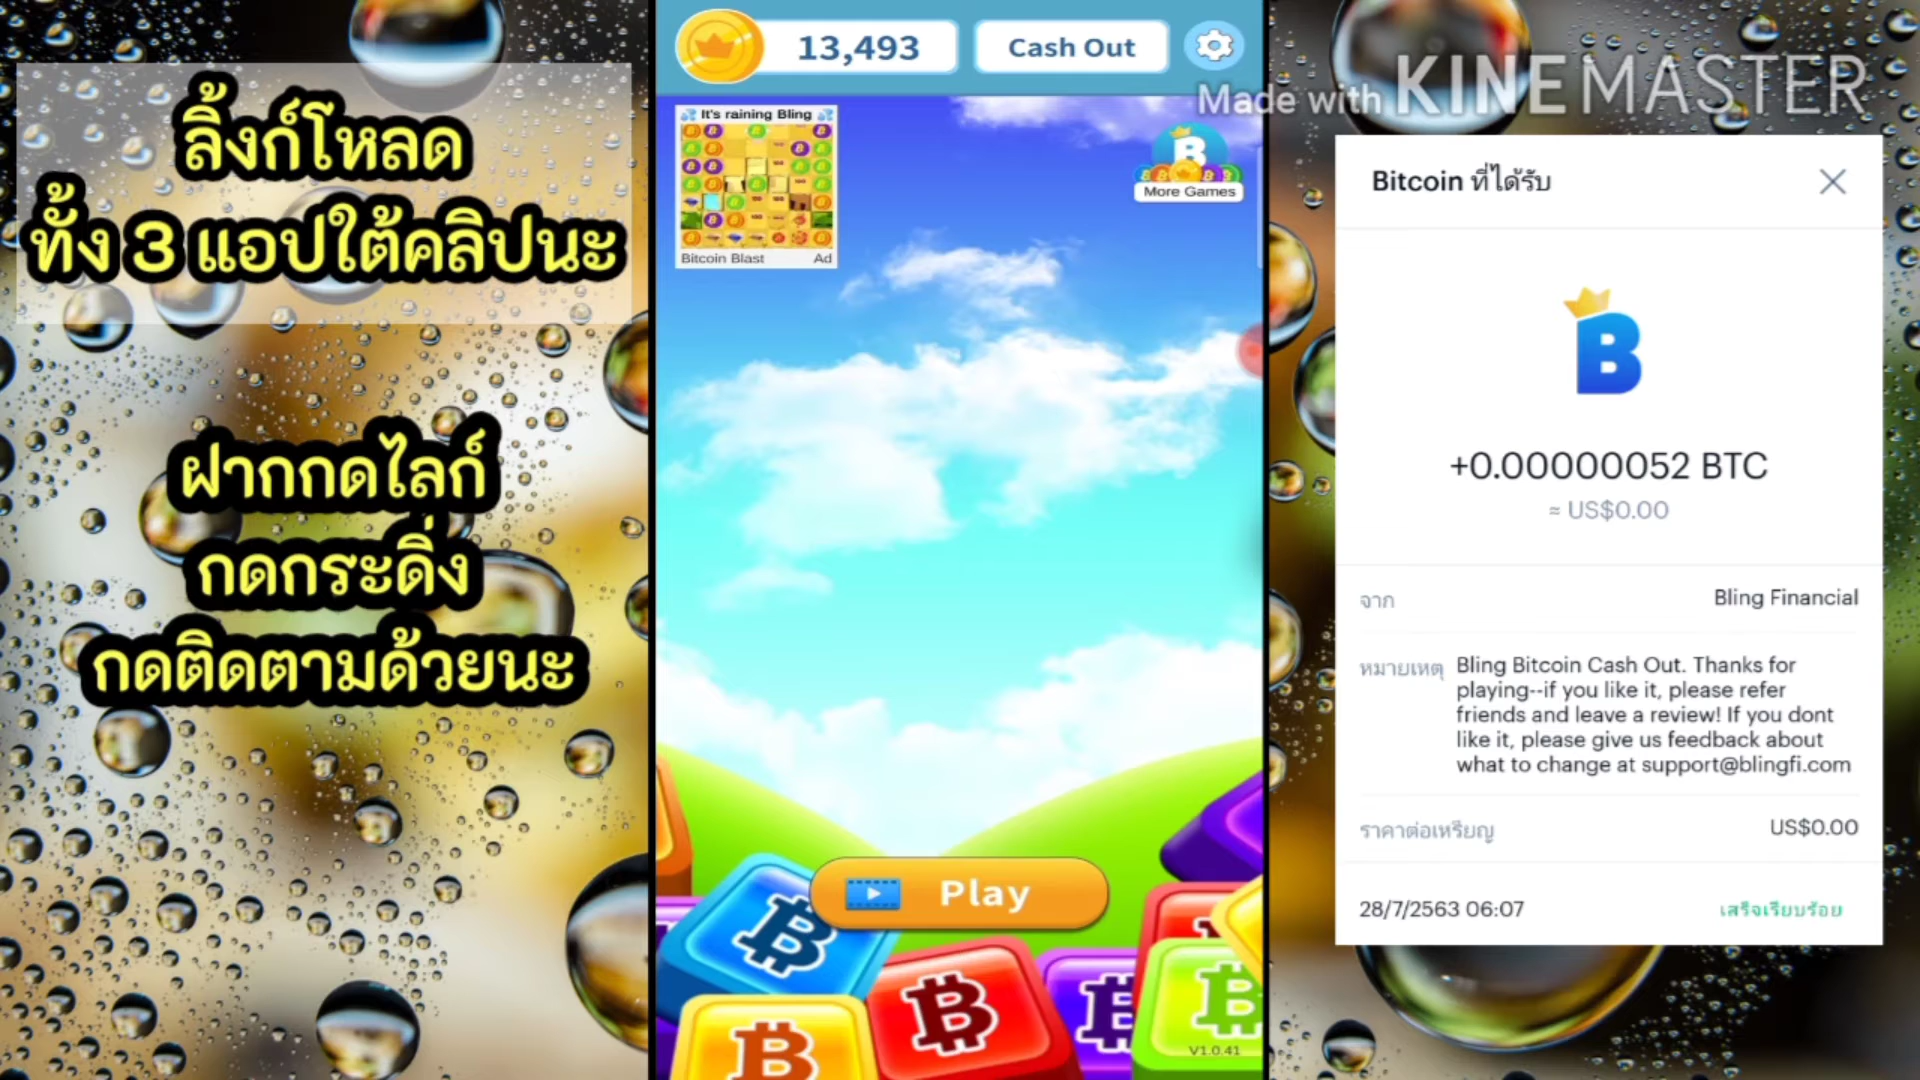 ลิ้งก์โหลด
ทั้ง 3 แอปใต้คลิปนะ
ฝากกดไลก์
กดกระดิ่ง
กดติดตามด้วยนะ
13,493
Cash Out
It's raining Bling
Bitcoin Blast
Ad
More Games
Play
V1.0.41
Made with KINEMASTER
Bitcoin ที่ได้รับ
+0.00000052 BTC
≈ US$0.00
จาก
Bling Financial
หมายเหตุ
Bling Bitcoin Cash Out. Thanks for
playing--if you like it, please refer
friends and leave a review! If you dont
like it, please give us feedback about
what to change at support@blingfi.com
ราคาต่อเหรียญ
US$0.00
28/7/2563 06:07
เสร็จเรียบร้อย